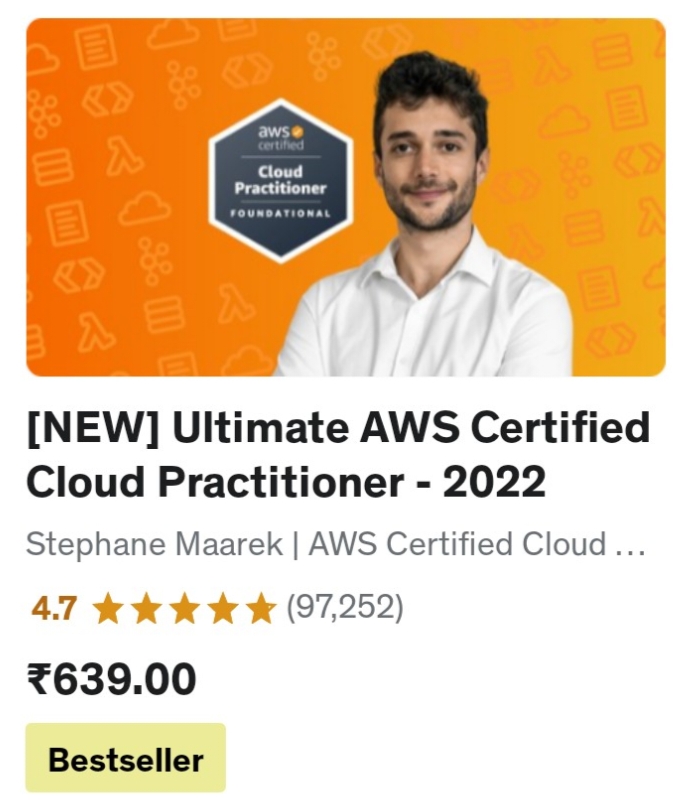 aws
certified
Cloud
Practitioner
FOUNDATIONAL
[NEW] Ultimate AWS Certified
Cloud Practitioner - 2022
Stephane Maarek | AWS Certified Cloud ...
4.7 (97,252)
₹639.00
Bestseller